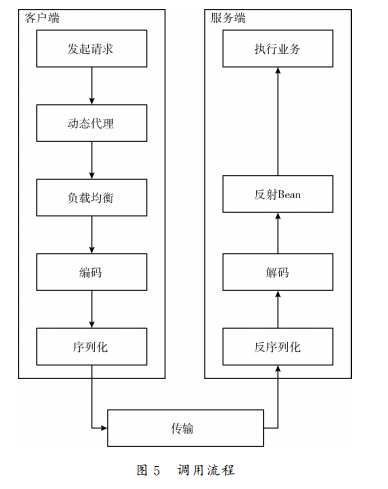 客户端
发起请求
动态代理
负载均衡
编码
序列化
服务端
执行业务
反射Bean
解码
反序列化
传输
图 5 调用流程